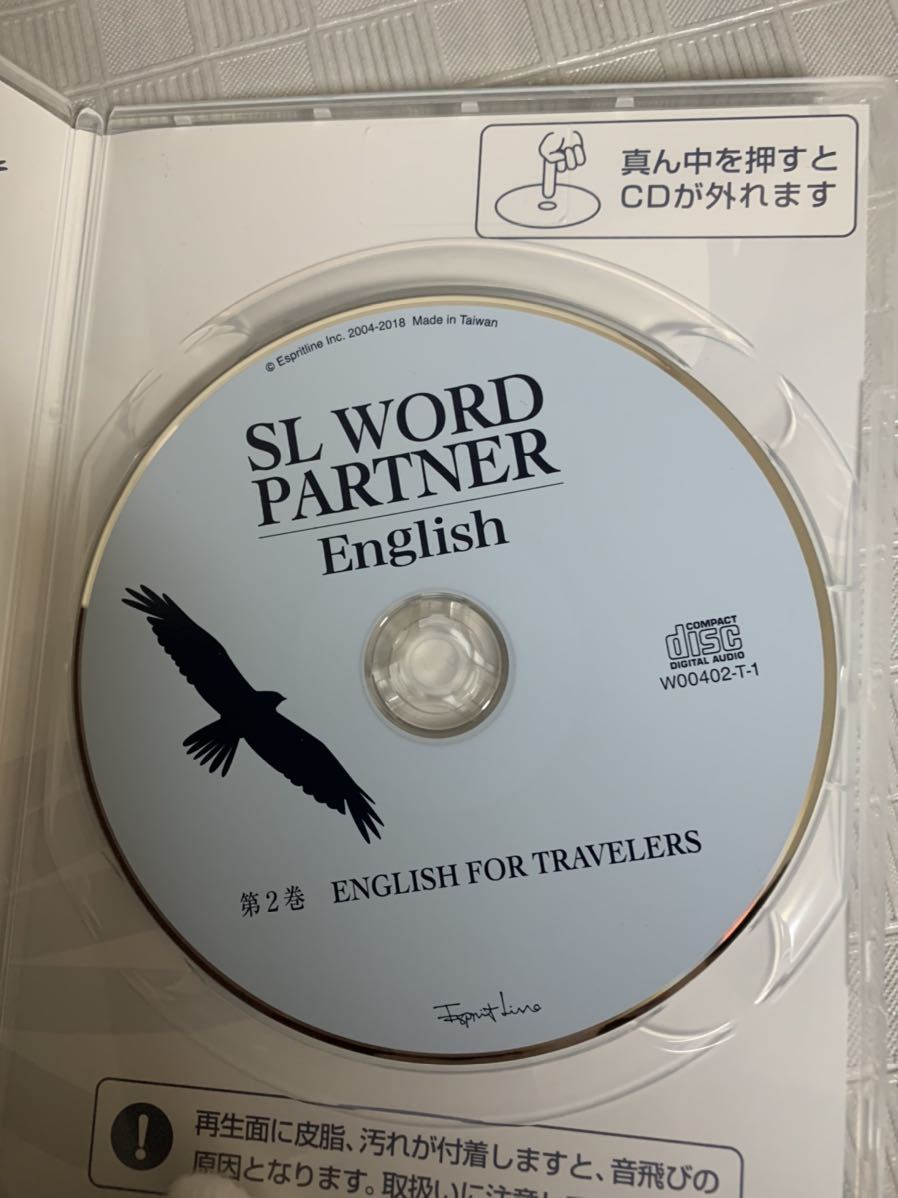 真ん中を押すと
CDが外れます
© Espritline Inc. 2004-2018 Made in Taiwan
SL WORD
PARTNER
English
COMPACT
disc
DIGITAL AUDIO
W00402-T-1
第2巻 ENGLISH FOR TRAVELERS
Esprit Line
再生面に皮脂、汚れが付着しますと、音飛びの
原因となります。取扱いに注意し